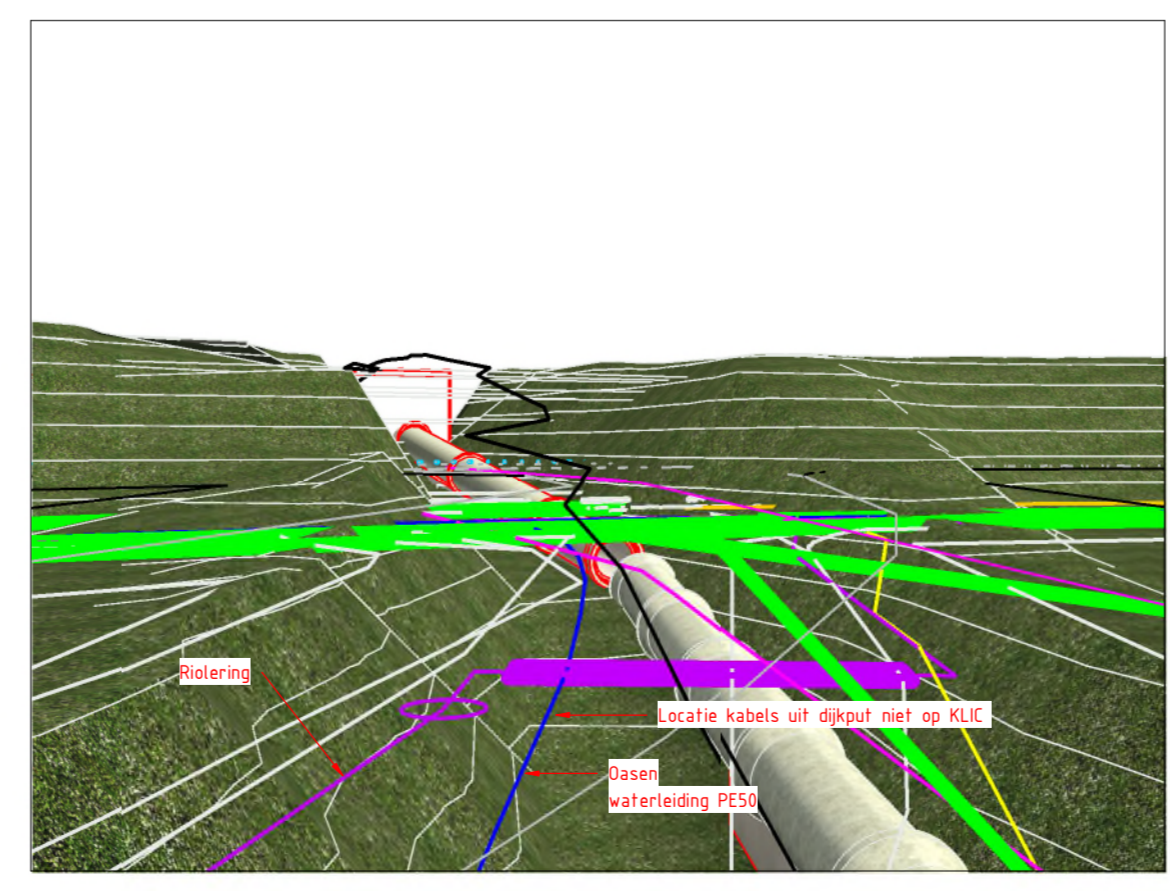 Riolering
Locatie kabels uit dijkput niet op KLIC
Oasen
waterleiding PE50